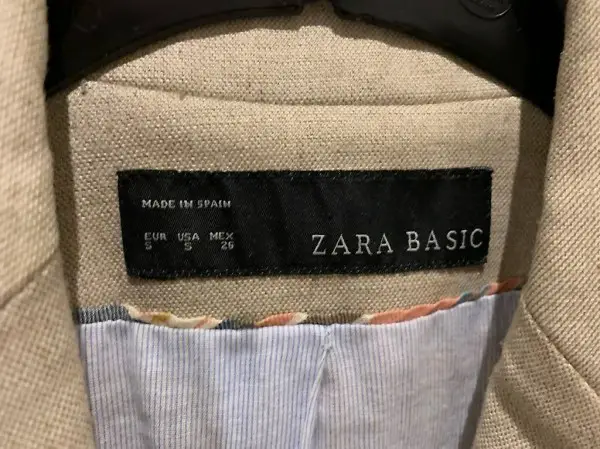 MADE IN SPAIN
EUR USA MEX
S S 26
ZARA BASIC